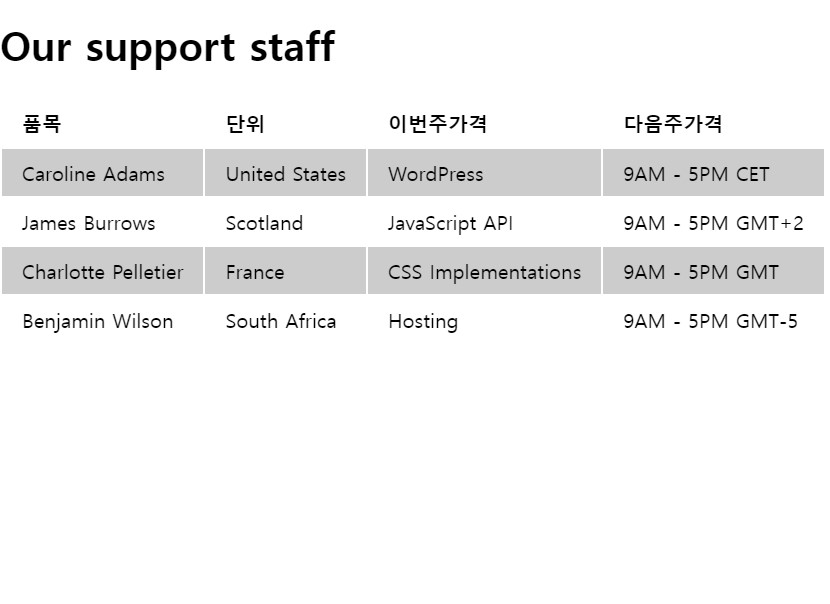 Our support staff
품목 단위 이번주가격 다음주가격
Caroline Adams United States WordPress 9AM - 5PM CET
James Burrows Scotland JavaScript API 9AM - 5PM GMT+2
Charlotte Pelletier France CSS Implementations 9AM - 5PM GMT
Benjamin Wilson South Africa Hosting 9AM - 5PM GMT-5